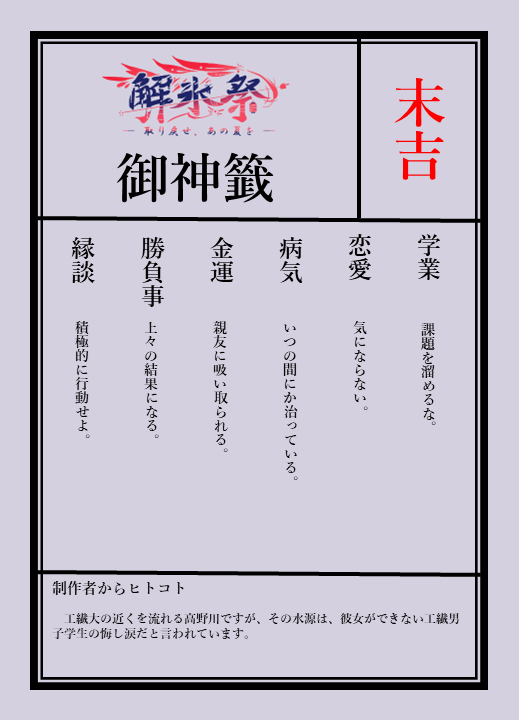 解氷祭
取り戻せ、あの夏を
御神籤
末吉
学業
課題を溜めるな。
恋愛
気にならない。
病気
いつの間にか治っている。
金運
親友に吸い取られる。
勝負事
上々の結果になる。
縁談
積極的に行動せよ。
制作者からヒトコト
工繊大の近くを流れる高野川ですが、その水源は、彼女ができない工繊男
子学生の悔し涙だと言われています。